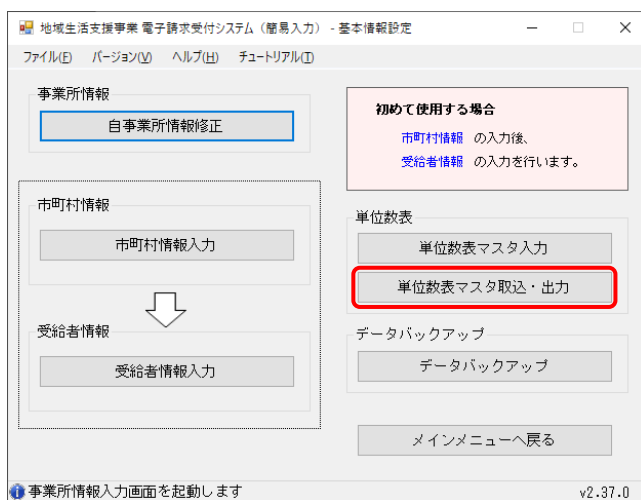 地域生活支援事業 電子請求受付システム（簡易入力） - 基本情報設定
ファイル(F) バージョン(V) ヘルプ(H) チュートリアル(T)
事業所情報
自事業所情報修正
初めて使用する場合
市町村情報 の入力後、
受給者情報 の入力を行います。
市町村情報
市町村情報入力
受給者情報
受給者情報入力
単位数表
単位数表マスタ入力
単位数表マスタ取込・出力
データバックアップ
データバックアップ
メインメニューへ戻る
事業所情報入力画面を起動します
v2.37.0